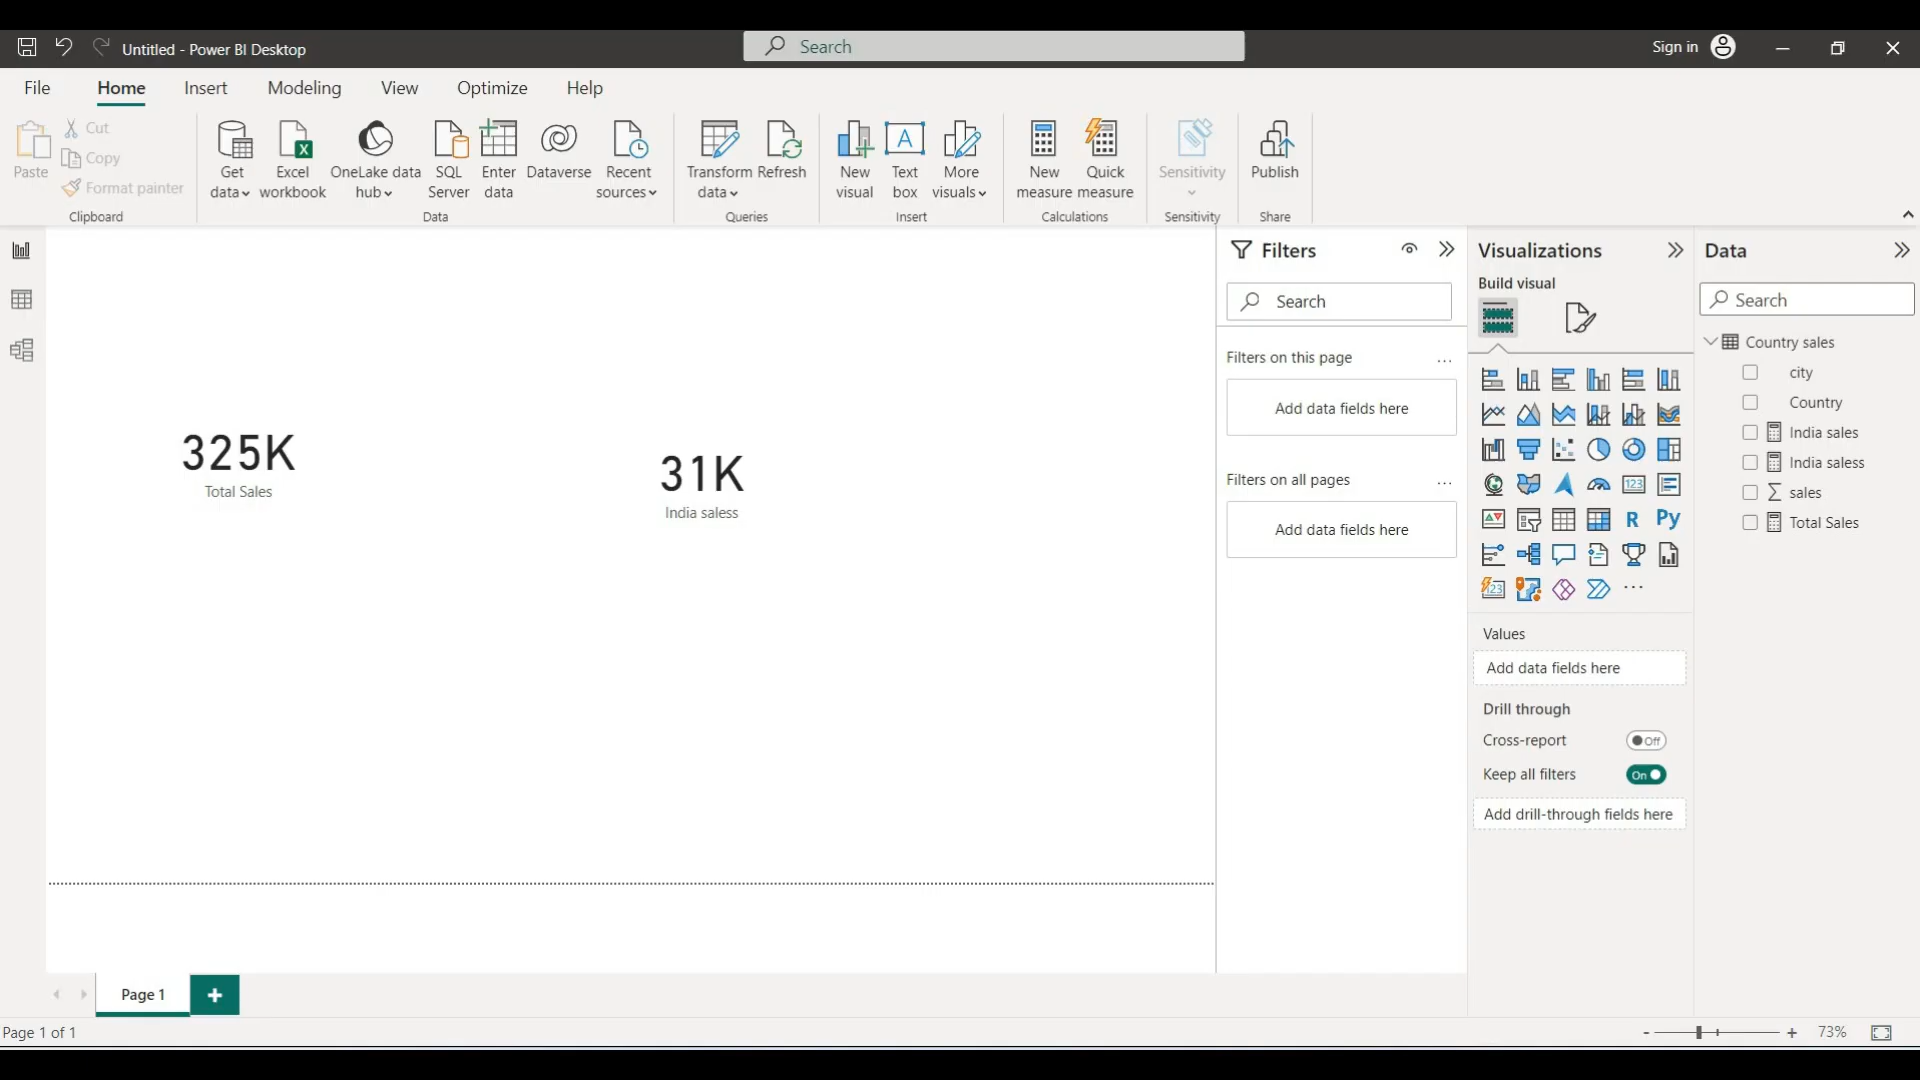 Untitled - Power BI Desktop
Search
Sign in
File
Home
Insert
Modeling
View
Optimize
Help
Paste
Cut
Copy
Format painter
Clipboard
Get data
Excel workbook
OneLake data hub
SQL Server
Enter data
Dataverse
Recent sources
Data
Transform data
Refresh
Queries
New visual
A
Text box
More visuals
Insert
New measure
Quick measure
Calculations
Sensitivity
Sensitivity
Publish
Share
325K
Total Sales
31K
India saless
Filters
Search
Filters on this page
...
Add data fields here
Filters on all pages
...
Add data fields here
Visualizations
Build visual
123
R
Py
123
...
Values
Add data fields here
Drill through
Cross-report
Off
Keep all filters
On
Add drill-through fields here
Data
Search
Country sales
city
Country
India sales
India saless
Σ sales
Total Sales
Page 1
+
Page 1 of 1
-
+
73%